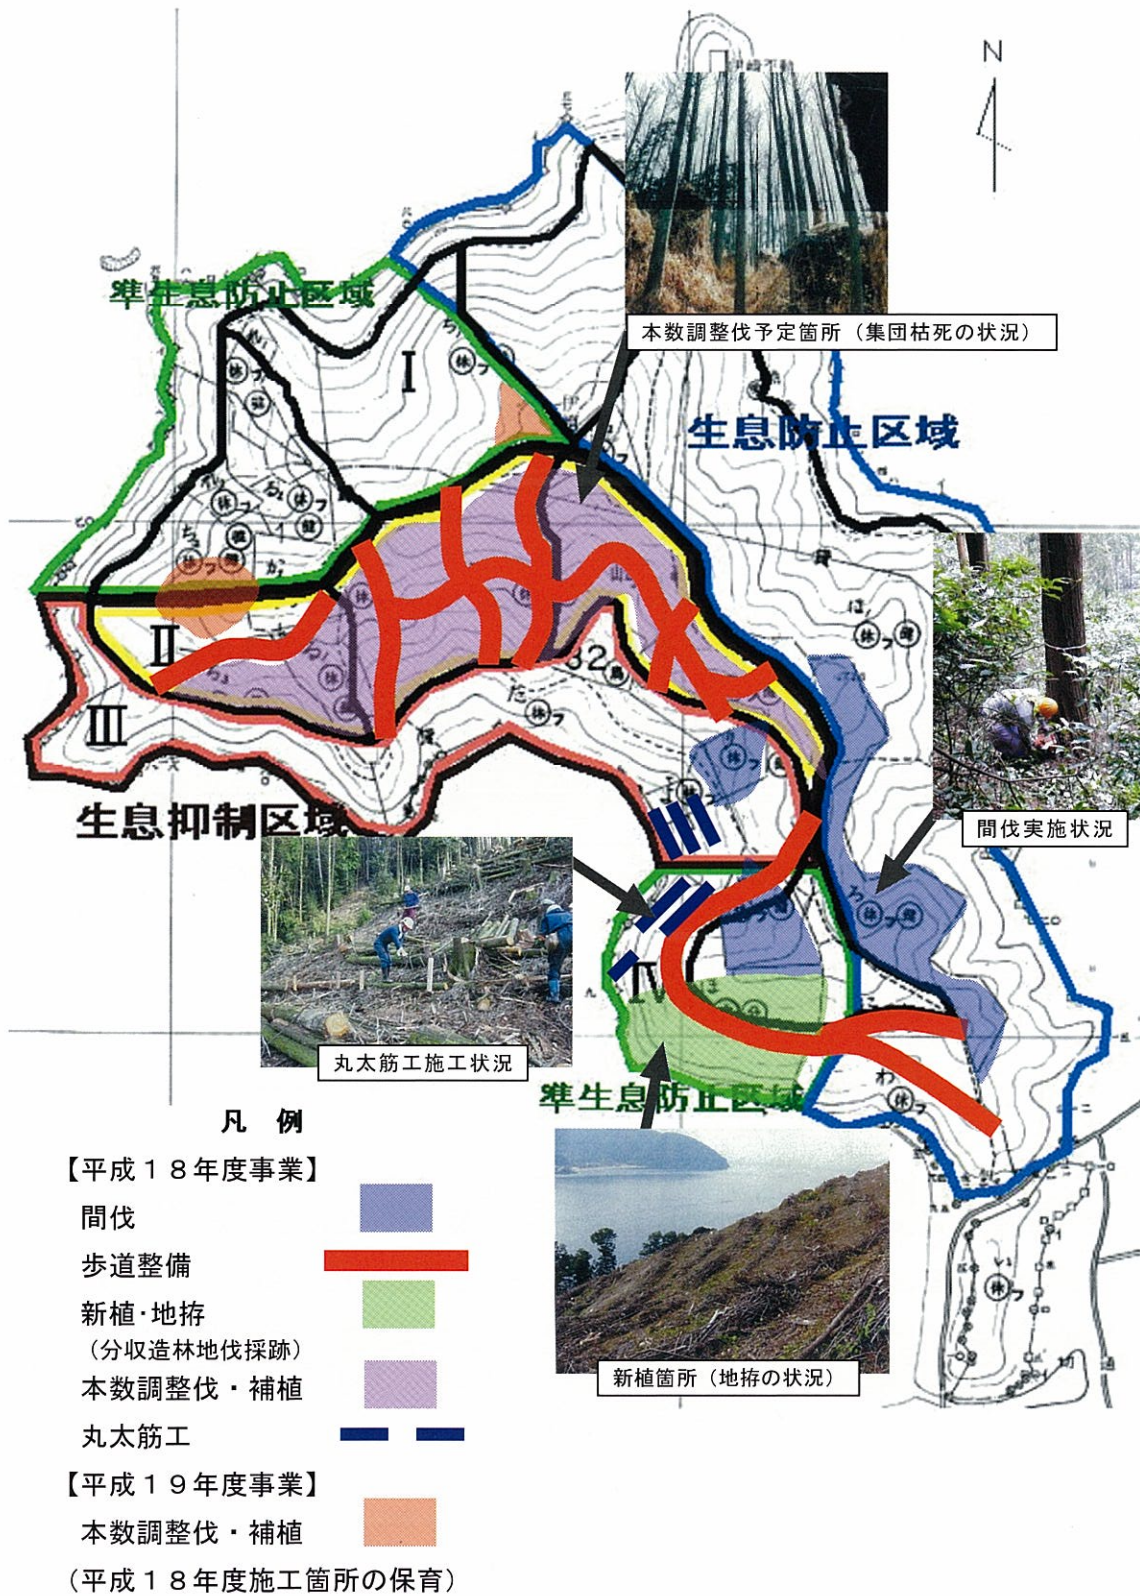 N
本数調整伐予定箇所（集団枯死の状況）
準生息防止区域
Ⅰ
生息防止区域
Ⅱ
Ⅲ
32
生息抑制区域
間伐実施状況
Ⅳ
丸太筋工施工状況
準生息防止区域
新植箇所（地拵の状況）
凡 例
【平成１８年度事業】
間伐
歩道整備
新植・地拵
（分収造林地伐採跡）
本数調整伐・補植
丸太筋工
【平成１９年度事業】
本数調整伐・補植
（平成１８年度施工箇所の保育）